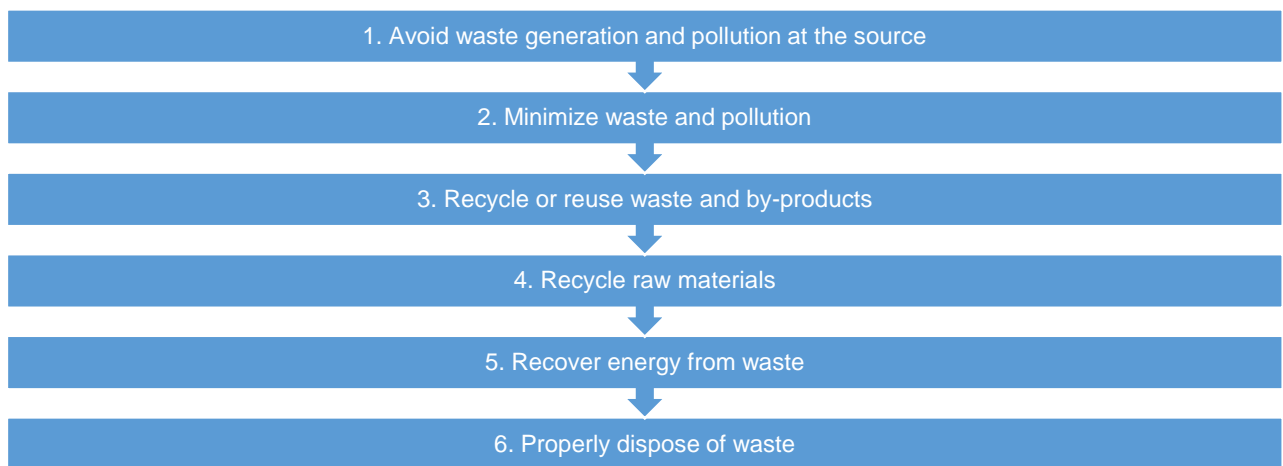 1. Avoid waste generation and pollution at the source
2. Minimize waste and pollution
3. Recycle or reuse waste and by-products
4. Recycle raw materials
5. Recover energy from waste
6. Properly dispose of waste